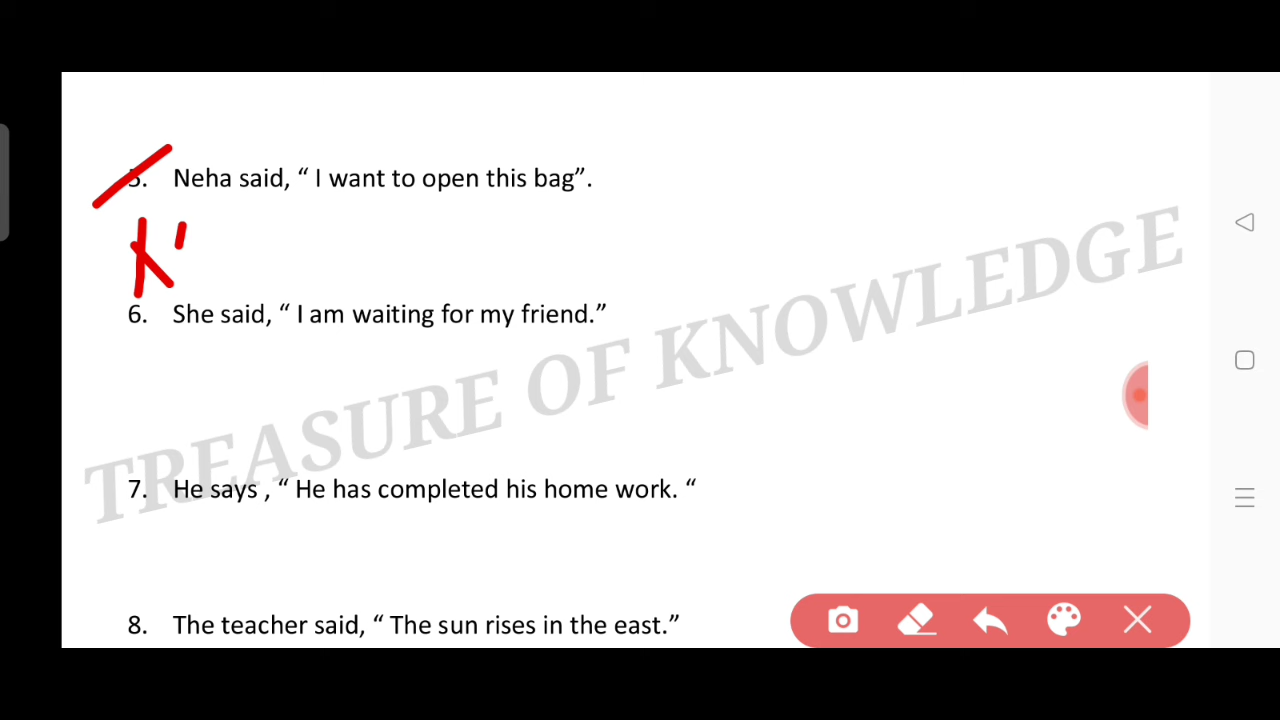 5. Neha said, “ I want to open this bag”.
6. She said, “ I am waiting for my friend.”
TREASURE OF KNOWLEDGE
7. He says , “ He has completed his home work. “
8. The teacher said, “ The sun rises in the east.”